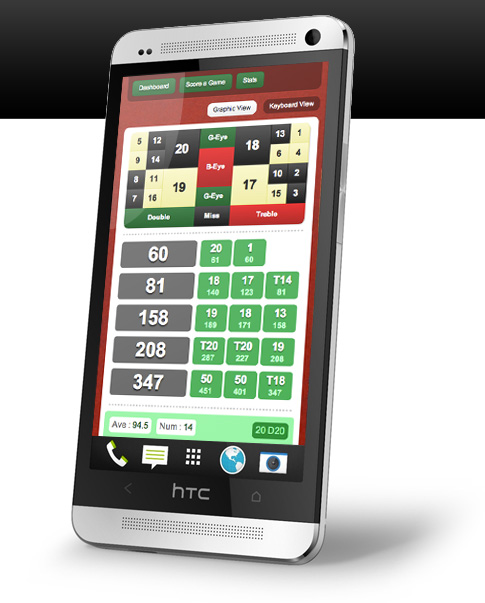 Dashboard Score a Game Stats
Graphic View Keyboard View
5 12 20 G-Eye 18 13 1
9 14 B-Eye 6 4
8 11 19 17 10 2
7 16 G-Eye 15 3
Double Miss Treble
60 20 1
81 60
81 18 17 T14
140 123 81
158 19 18 13
189 171 158
208 T20 T20 19
287 227 208
347 50 50 T18
451 401 347
Ave : 94.5 Num : 14 20 D20
hTC